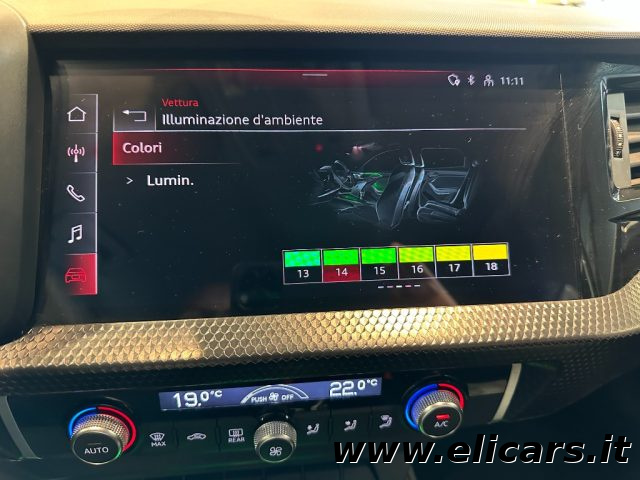 11:11
Vettura
Illuminazione d'ambiente
Colori
> Lumin.
13 14 15 16 17 18
19.0°C PUSH OFF 22.0°C
AUTO MAX REAR A/C
www.elicars.it